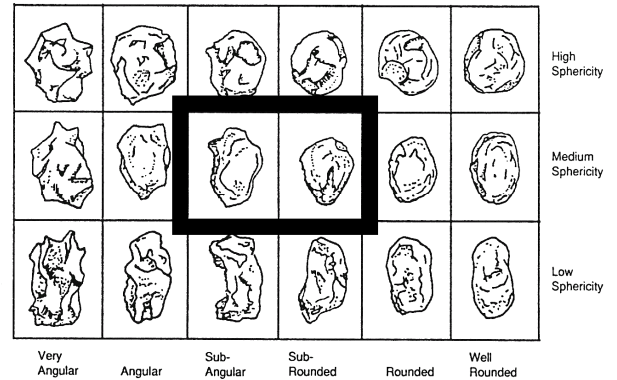 High
Sphericity
Medium
Sphericity
Low
Sphericity
Very
Angular
Angular
Sub-
Angular
Sub-
Rounded
Rounded
Well
Rounded